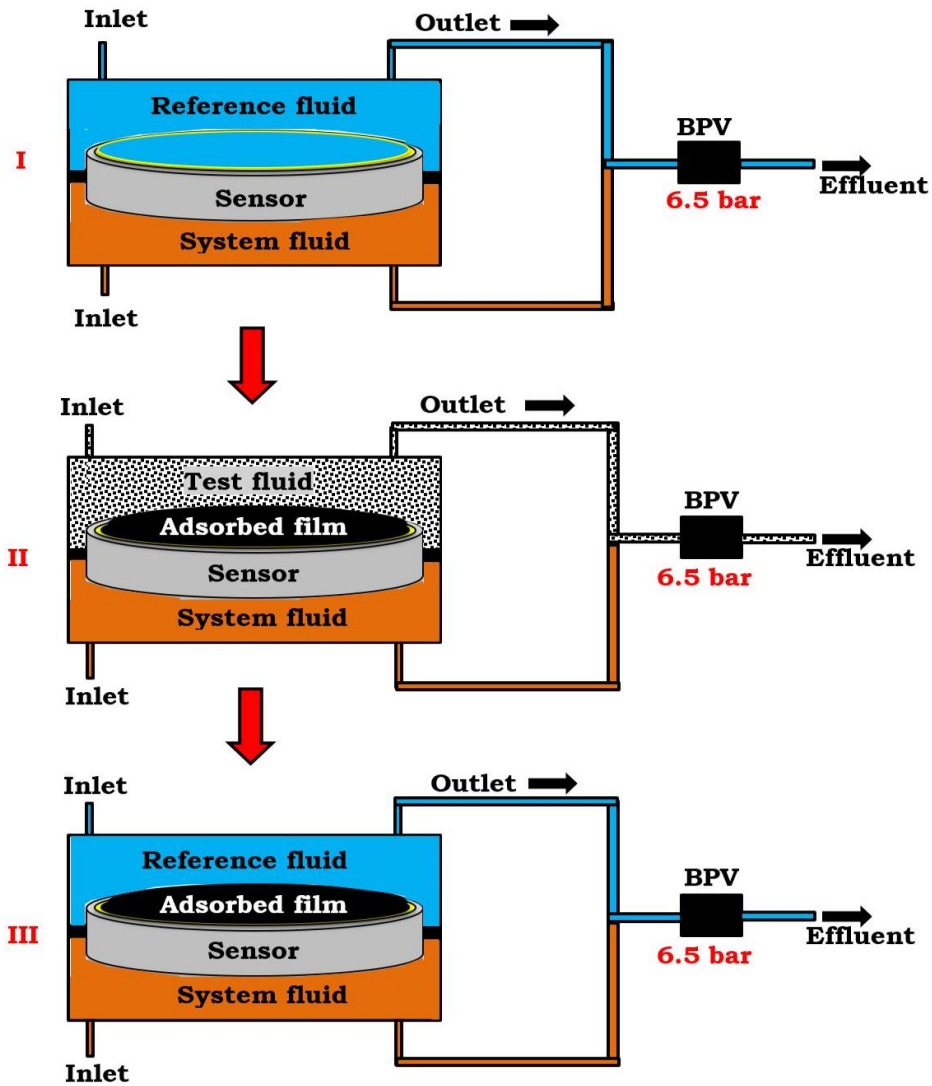 Inlet
Outlet
Reference fluid
BPV
I
Sensor
6.5 bar
Effluent
System fluid
Inlet
Inlet
Outlet
Test fluid
BPV
Adsorbed film
II
Sensor
6.5 bar
Effluent
System fluid
Inlet
Inlet
Outlet
Reference fluid
BPV
Adsorbed film
III
Sensor
6.5 bar
Effluent
System fluid
Inlet